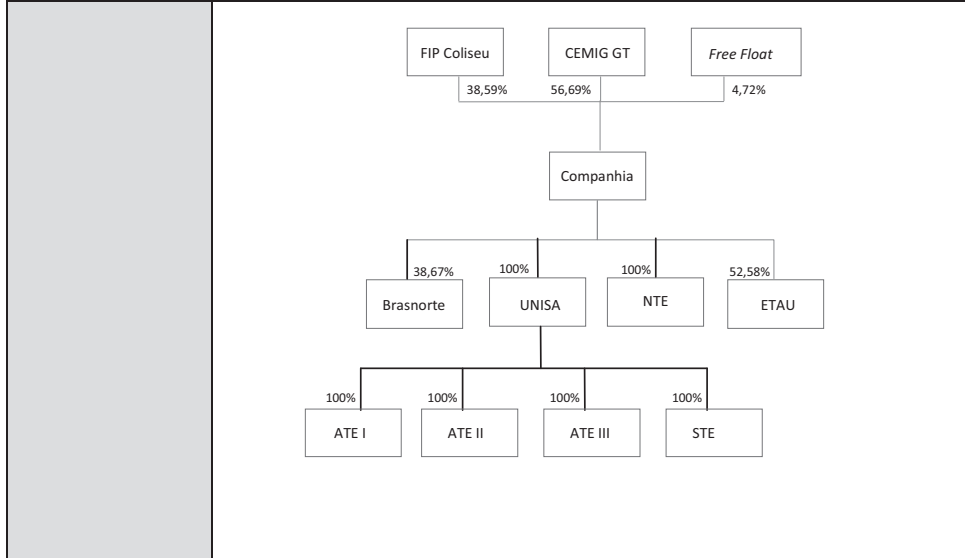 FIP Coliseu CEMIG GT Free Float
38,59% 56,69% 4,72%
Companhia
38,67% 100% 100% 52,58%
Brasnorte UNISA NTE ETAU
100% 100% 100% 100%
ATE I ATE II ATE III STE